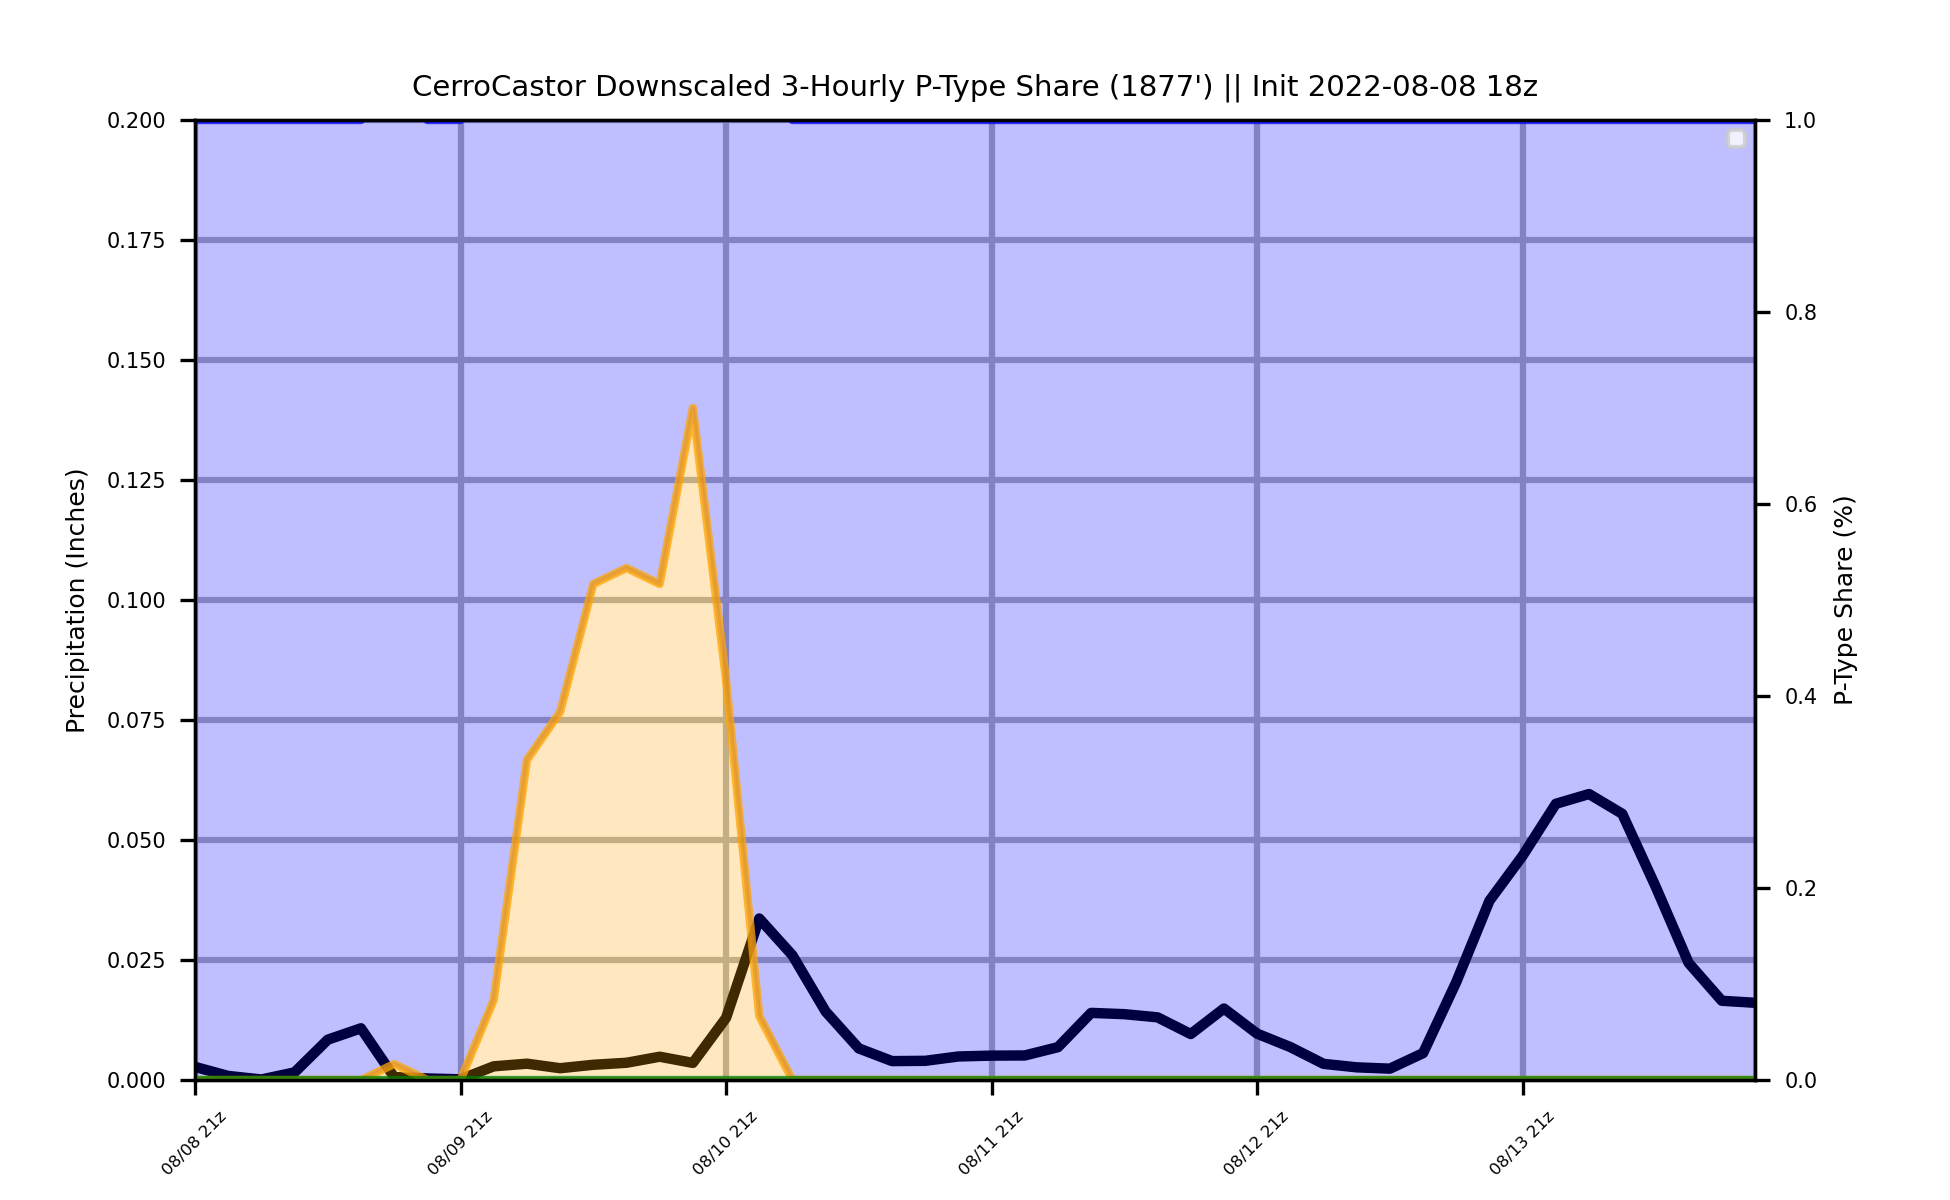 CerroCastor Downscaled 3-Hourly P-Type Share (1877') || Init 2022-08-08 18z
Precipitation (Inches)
0.200
0.175
0.150
0.125
0.100
0.075
0.050
0.025
0.000
1.0
0.8
0.6
0.4
0.2
0.0
P-Type Share (%)
08/08 21z
08/09 21z
08/10 21z
08/11 21z
08/12 21z
08/13 21z